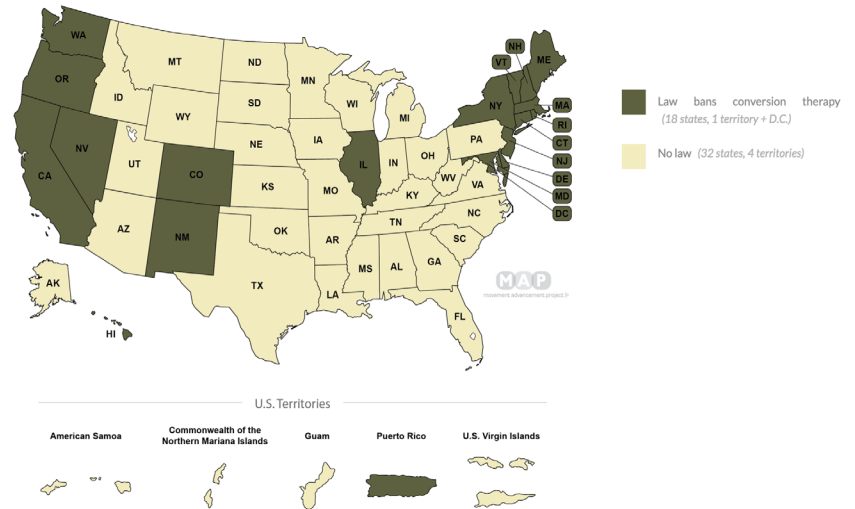 WA
OR
CA
NV
ID
MT
WY
UT
AZ
CO
NM
ND
SD
NE
KS
OK
TX
MN
IA
MO
AR
LA
WI
IL
MI
IN
OH
KY
TN
MS
AL
GA
FL
SC
NC
VA
WV
PA
NY
VT
NH
ME
MA
RI
CT
NJ
DE
MD
DC
AK
HI
Law bans conversion therapy
(18 states, 1 territory + D.C.)
No law (32 states, 4 territories)
MAP
movement advancement project
U.S. Territories
American Samoa
Commonwealth of the
Northern Mariana Islands
Guam
Puerto Rico
U.S. Virgin Islands